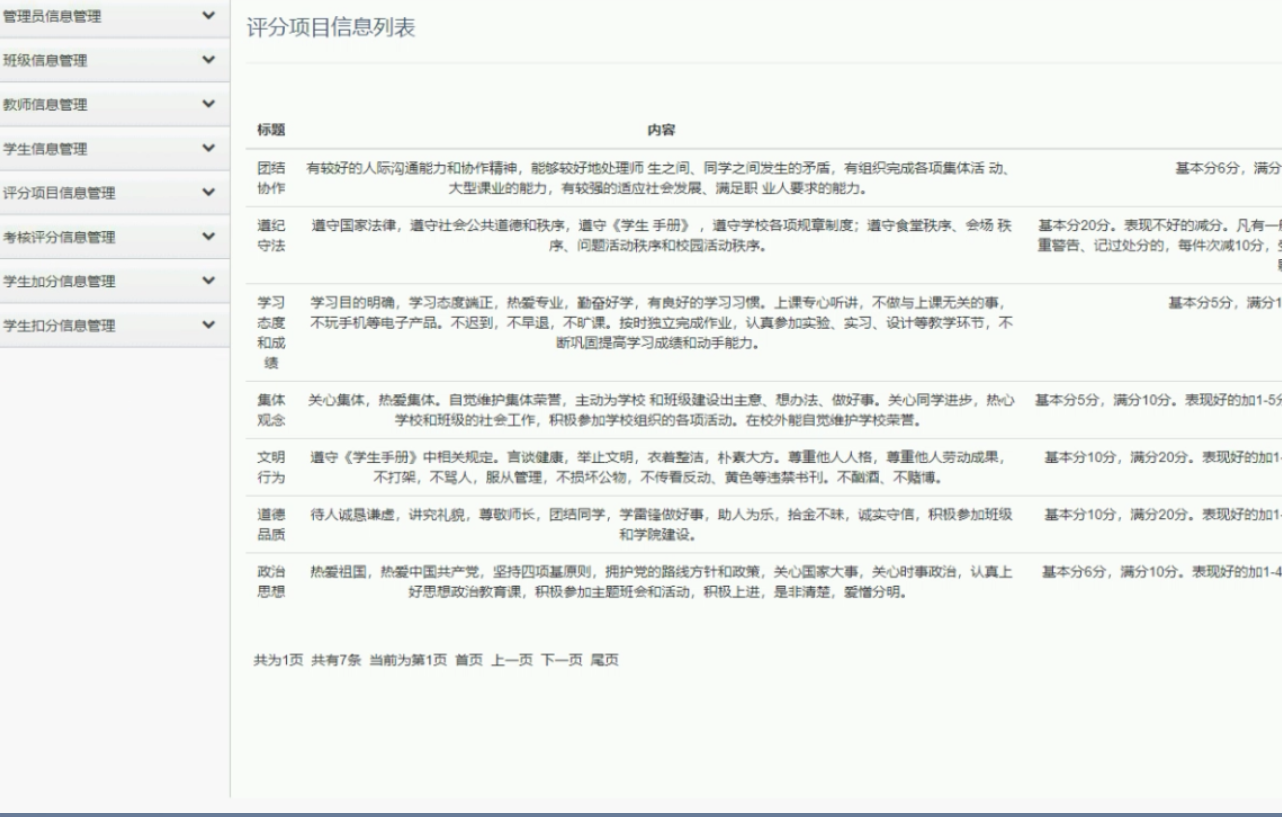 管理员信息管理
班级信息管理
教师信息管理
学生信息管理
评分项目信息管理
考核评分信息管理
学生加分信息管理
学生扣分信息管理
评分项目信息列表
标题 内容
团结
协作
有较好的人际沟通能力和协作精神，能够较好地处理师 生之间、同学之间发生的矛盾，有组织完成各项集体活 动、
大型课业的能力，有较强的适应社会发展、满足职 业人要求的能力。
基本分6分，满分
遵纪
守法
遵守国家法律，遵守社会公共道德和秩序，遵守《学生 手册》，遵守学校各项规章制度；遵守食堂秩序、会场 秩
序、问题活动秩序和校园活动秩序。
基本分20分。表现不好的减分。凡有一
重警告、记过处分的，每件次减10分，
学习
态度
和成
绩
学习目的明确，学习态度端正，热爱专业，勤奋好学，有良好的学习习惯。上课专心听讲，不做与上课无关的事，
不玩手机等电子产品。不迟到，不早退，不旷课。按时独立完成作业，认真参加实验、实习、设计等教学环节，不
断巩固提高学习成绩和动手能力。
基本分5分，满分1
集体
观念
关心集体，热爱集体。自觉维护集体荣誉，主动为学校 和班级建设出主意、想办法、做好事。关心同学进步，热心
学校和班级的社会工作，积极参加学校组织的各项活动。在校外能自觉维护学校荣誉。
基本分5分，满分10分。表现好的加1-5分
文明
行为
遵守《学生手册》中相关规定。言谈健康，举止文明，衣着整洁，朴素大方。尊重他人人格，尊重他人劳动成果，
不打架，不骂人，服从管理，不损坏公物，不传看反动、黄色等违禁书刊。不酗酒、不赌博。
基本分10分，满分20分。表现好的加1-
道德
品质
待人诚恳谦虚，讲究礼貌，尊敬师长，团结同学，学雷锋做好事，助人为乐，拾金不昧，诚实守信，积极参加班级
和学院建设。
基本分10分，满分20分。表现好的加1-
政治
思想
热爱祖国，热爱中国共产党，坚持四项基原则，拥护党的路线方针和政策，关心国家大事，关心时事政治，认真上
好思想政治教育课，积极参加主题班会和活动，积极上进，是非清楚，爱憎分明。
基本分6分，满分10分。表现好的加1-4
共为1页 共有7条 当前为第1页 首页 上一页 下一页 尾页